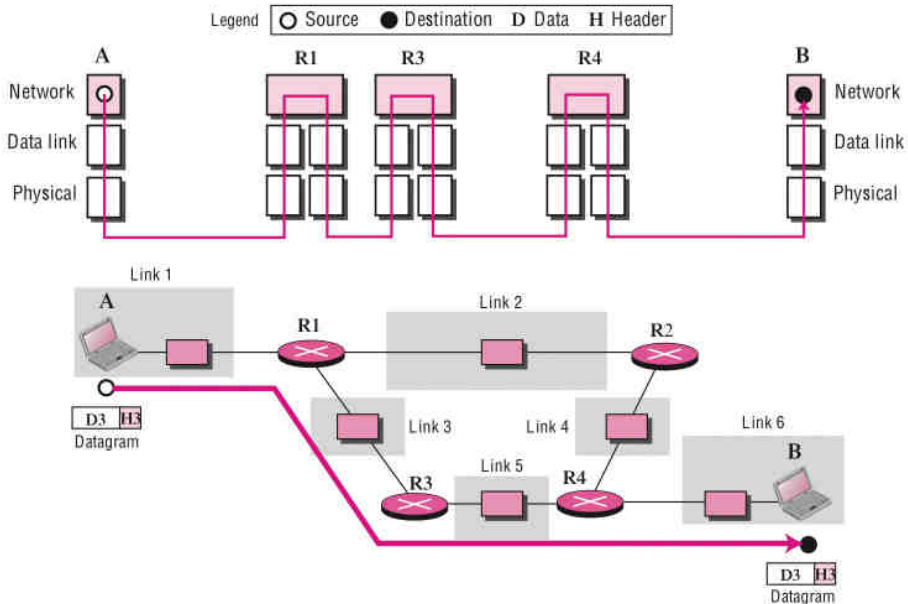 Legend Source Destination D Data H Header
A R1 R3 R4 B
Network Network
Data link Data link
Physical Physical
Link 1
A
Link 2
R1
R2
D3 H3
Datagram
Link 3
Link 4
Link 6
B
R3
Link 5
R4
D3 H3
Datagram